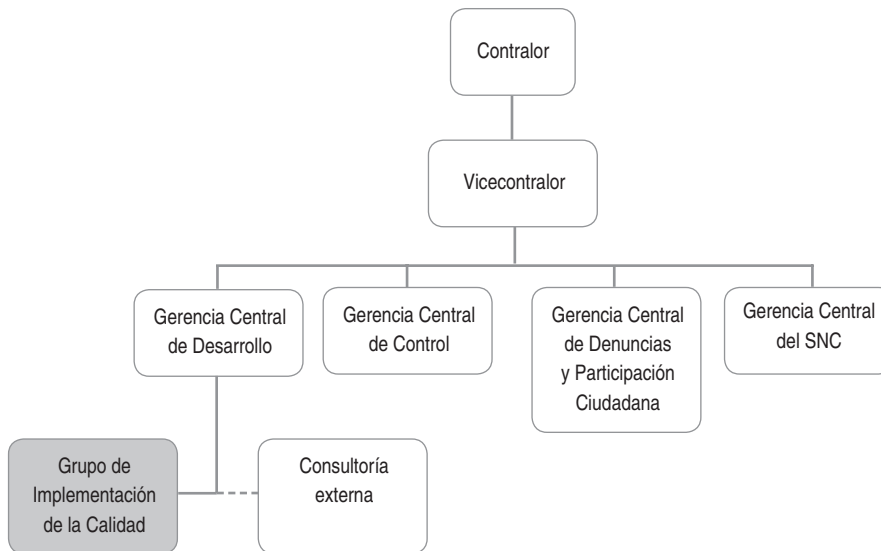 Contralor
Vicecontralor
Gerencia Central
de Desarrollo
Gerencia Central
de Control
Gerencia Central
de Denuncias
y Participación
Ciudadana
Gerencia Central
del SNC
Grupo de
Implementación
de la Calidad
Consultoría
externa